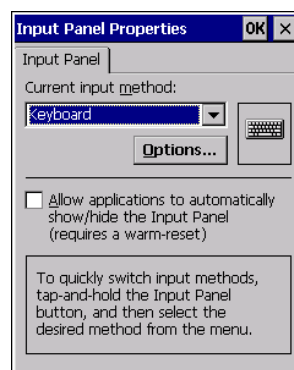 Input Panel Properties OK ×
Input Panel
Current input method:
Keyboard
Options...
Allow applications to automatically
show/hide the Input Panel
(requires a warm-reset)
To quickly switch input methods,
tap-and-hold the Input Panel
button, and then select the
desired method from the menu.